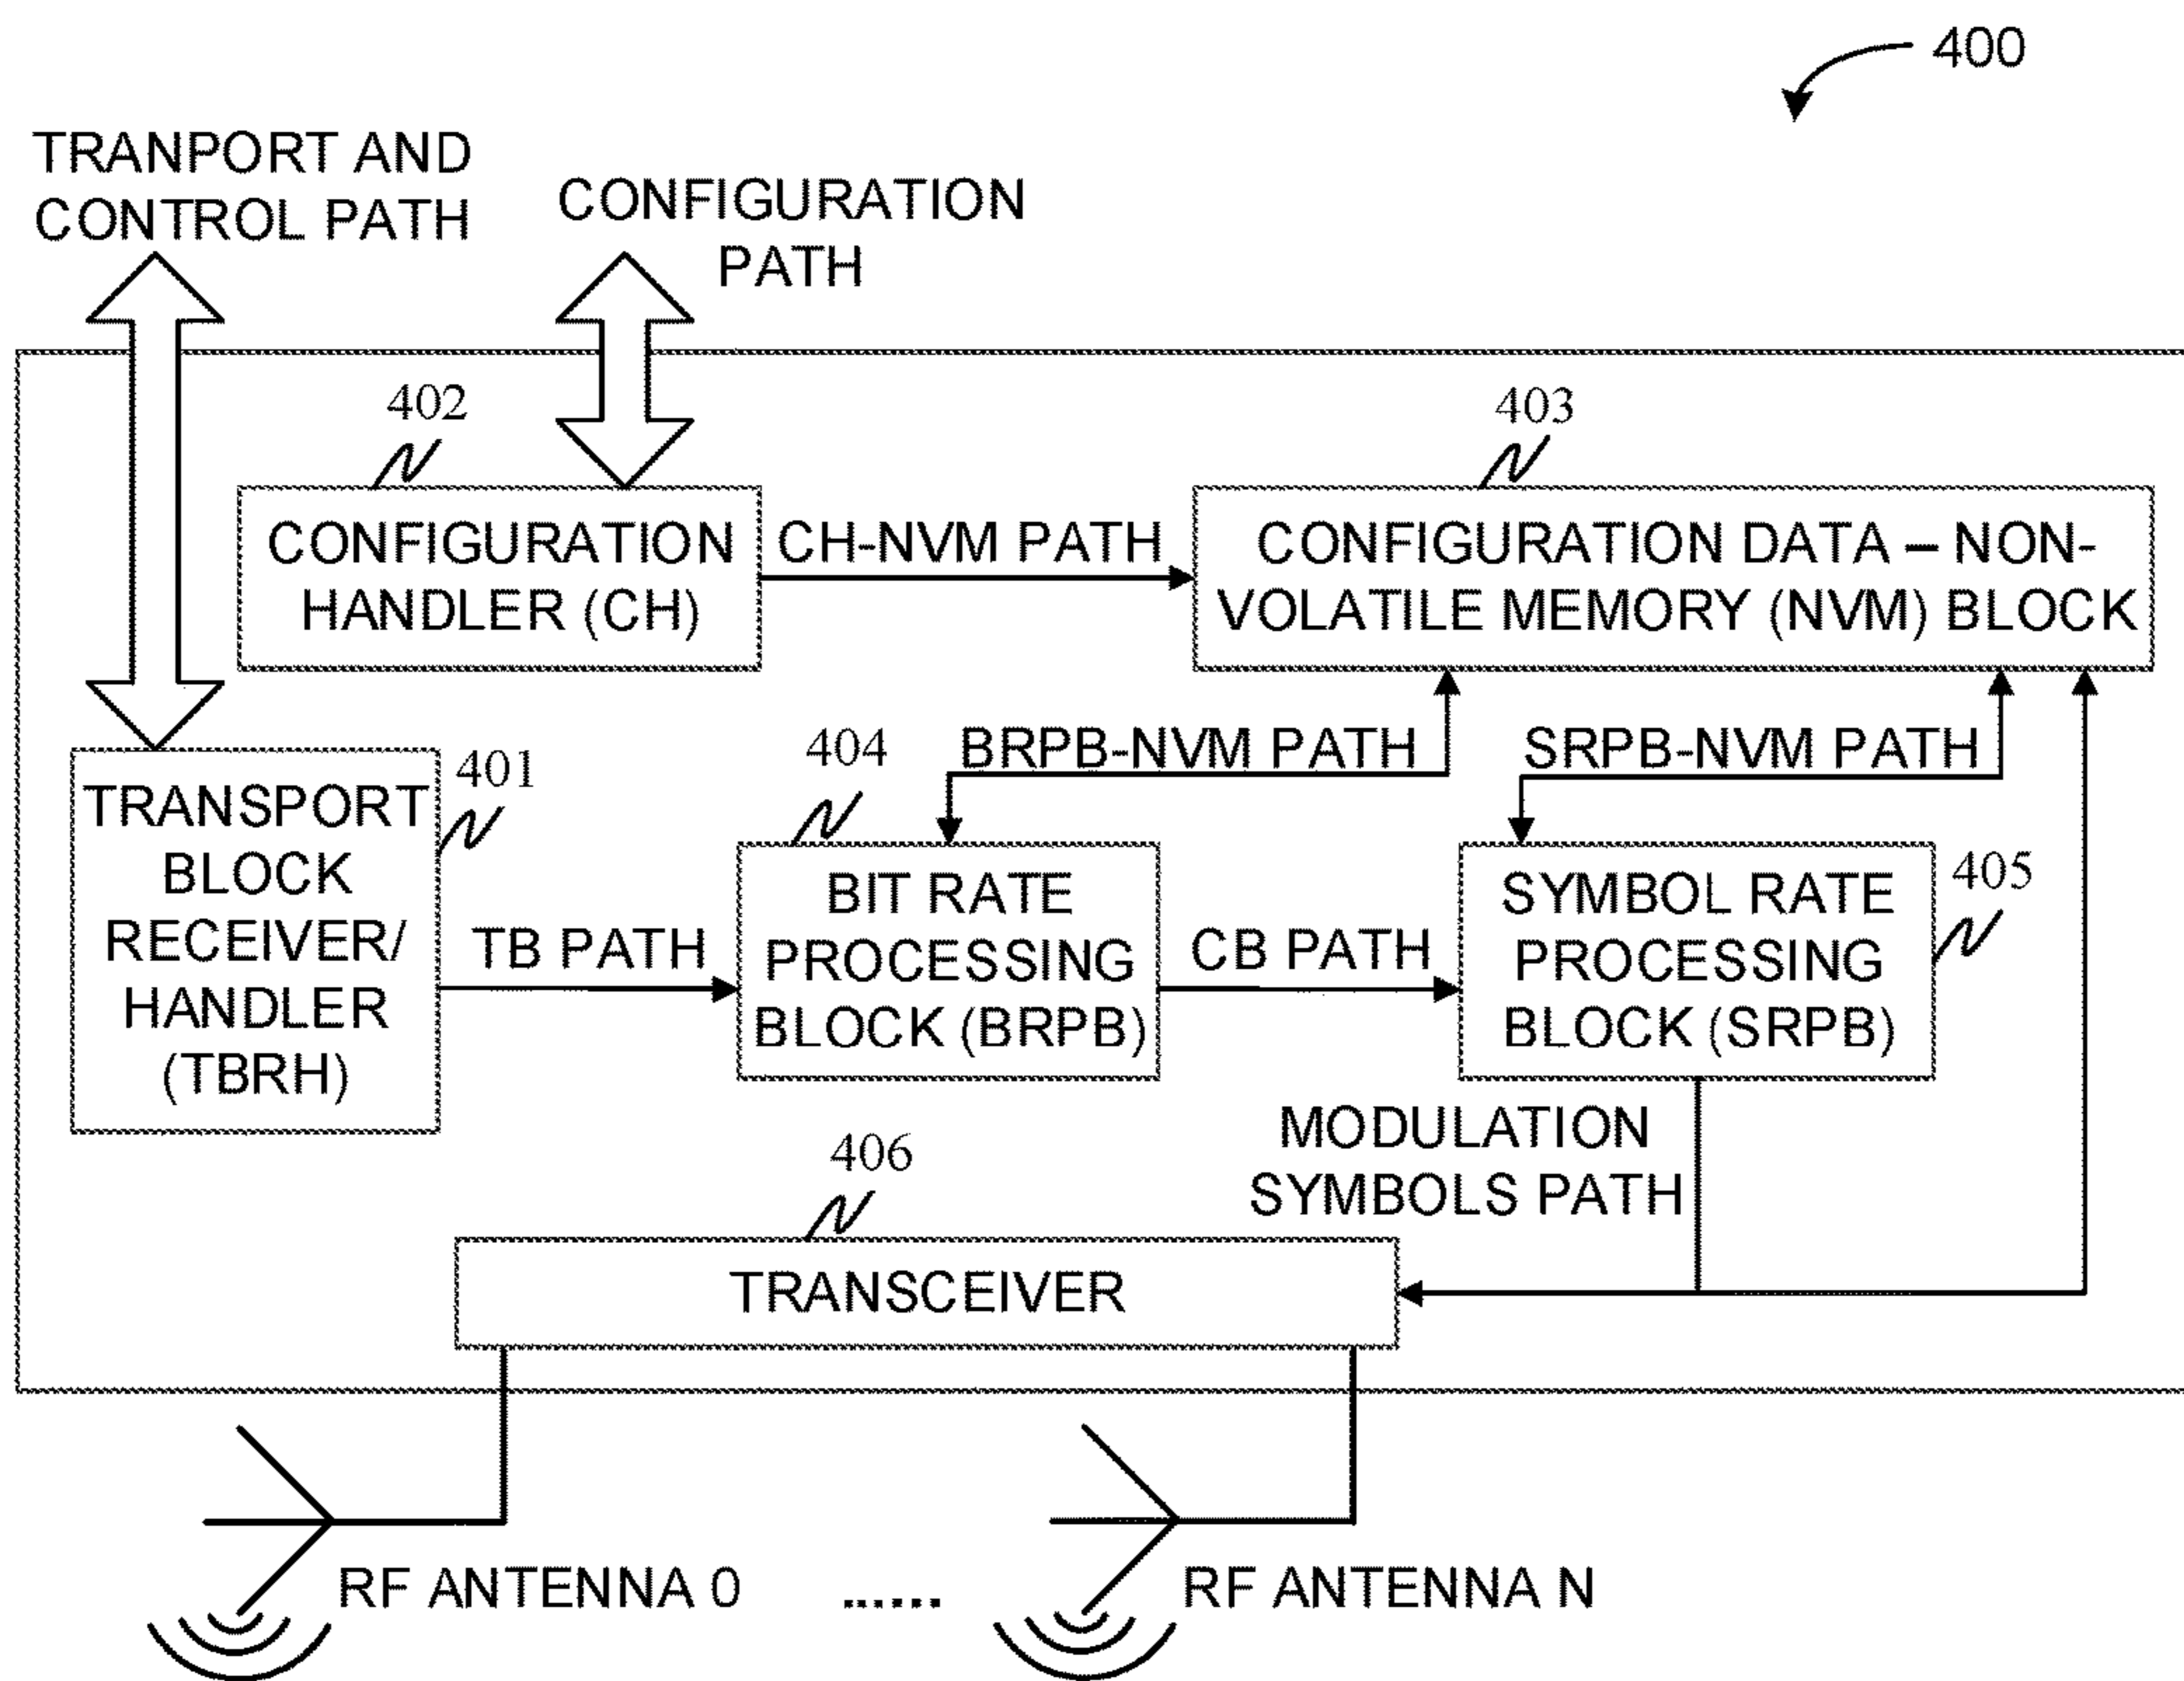 400
TRANPORT AND
CONTROL PATH
CONFIGURATION
PATH
402
403
CONFIGURATION
HANDLER (CH)
CH-NVM PATH
CONFIGURATION DATA – NON-
VOLATILE MEMORY (NVM) BLOCK
401
TRANSPORT
BLOCK
RECEIVER/
HANDLER
(TBRH)
404
BRPB-NVM PATH
SRPB-NVM PATH
TB PATH
BIT RATE
PROCESSING
BLOCK (BRPB)
CB PATH
SYMBOL RATE
PROCESSING
BLOCK (SRPB)
405
MODULATION
SYMBOLS PATH
406
TRANSCEIVER
RF ANTENNA 0
......
RF ANTENNA N